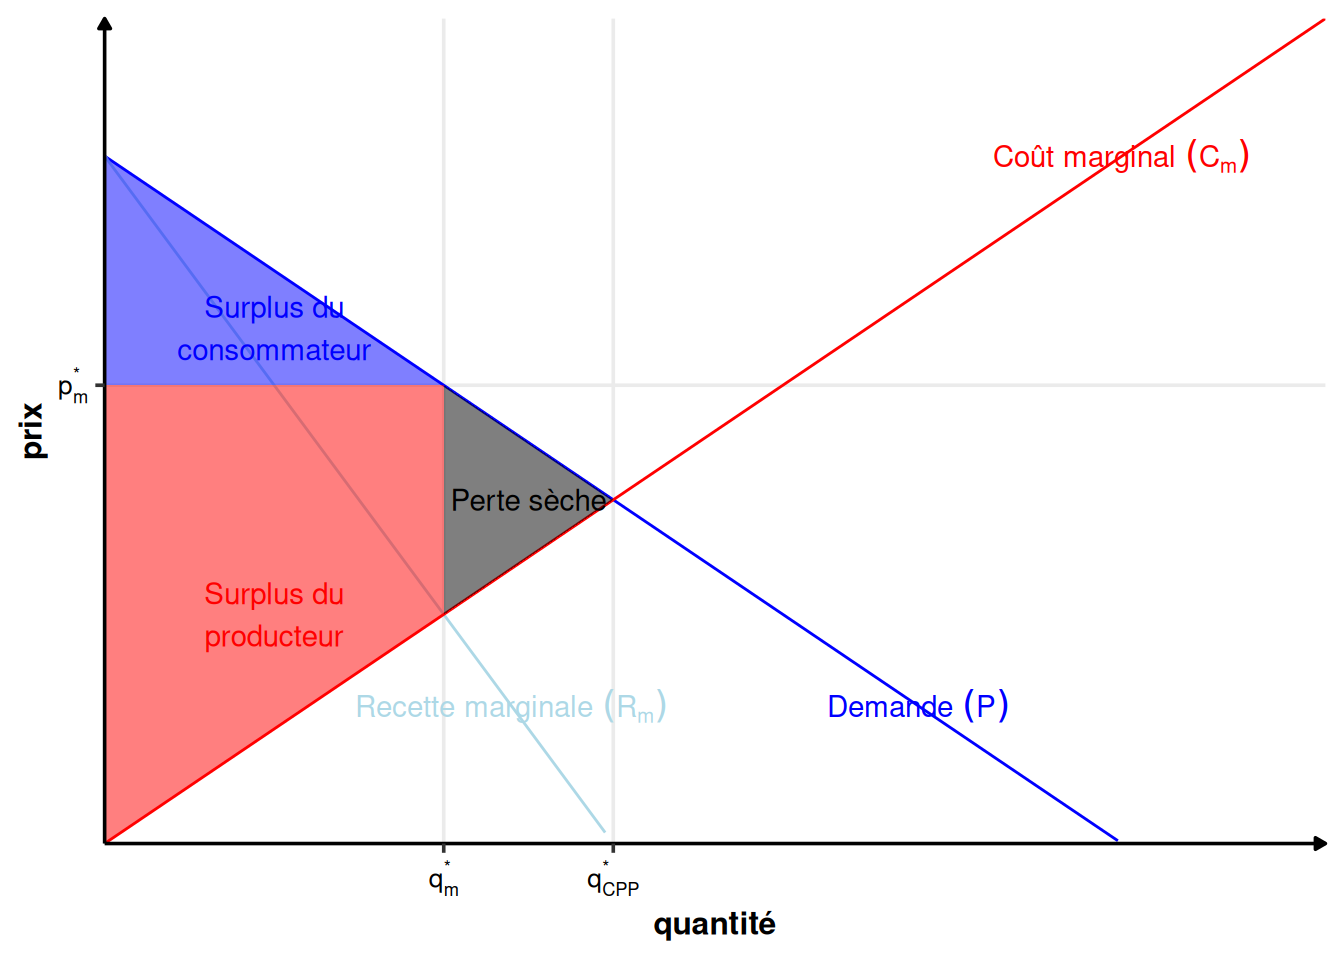 Coût marginal (Cm)
Surplus du
consommateur
p*m
prix
Perte sèche
Surplus du
producteur
Recette marginale (Rm)
Demande (P)
q*m
q*CPP
quantité